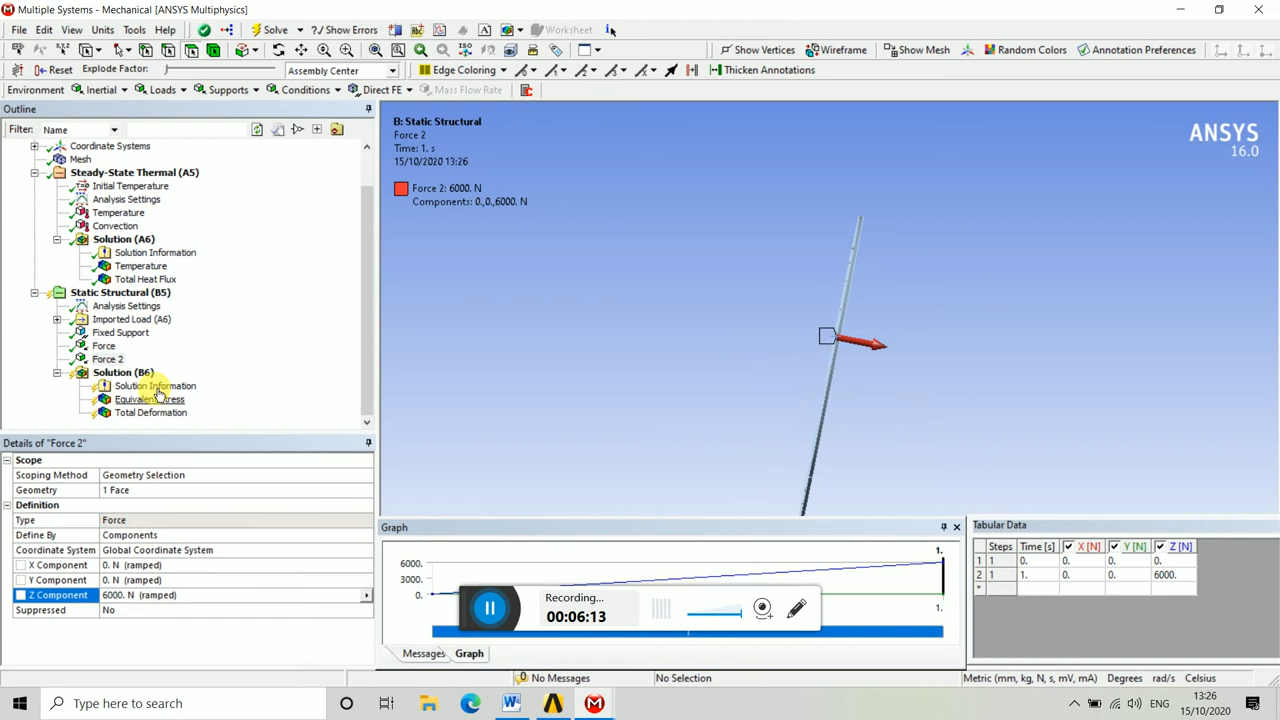 Multiple Systems - Mechanical [ANSYS Multiphysics]
File Edit View Units Tools Help Solve ?/ Show Errors Worksheet
Show Vertices Wireframe Show Mesh Random Colors Annotation Preferences
Reset Explode Factor: Assembly Center Edge Coloring Thicken Annotations
Environment Inertial Loads Supports Conditions Direct FE Mass Flow Rate
Outline
Filter: Name
Coordinate Systems
Mesh
Steady-State Thermal (A5)
Initial Temperature
Analysis Settings
Temperature
Convection
Solution (A6)
Solution Information
Temperature
Total Heat Flux
Static Structural (B5)
Analysis Settings
Imported Load (A6)
Fixed Support
Force
Force 2
Solution (B6)
Solution Information
Equivalent Stress
Total Deformation
Details of "Force 2"
Scope
Scoping Method Geometry Selection
Geometry 1 Face
Definition
Type Force
Define By Components
Coordinate System Global Coordinate System
X Component 0. N (ramped)
Y Component 0. N (ramped)
Z Component 6000. N (ramped)
Suppressed No
B: Static Structural
Force 2
Time: 1. s
15/10/2020 13:26
Force 2: 6000. N
Components: 0.,0.,6000. N
ANSYS
16.0
Graph
1.
6000.
3000.
0.
1.
Recording...
00:06:13
Messages Graph
Tabular Data
Steps Time [s] X [N] Y [N] Z [N]
1 1 0. 0. 0. 0.
2 1 1. 0. 0. 6000.
*
0 No Messages No Selection Metric (mm, kg, N, s, mV, mA) Degrees rad/s Celsius
Type here to search
ENG
13:26
15/10/2020